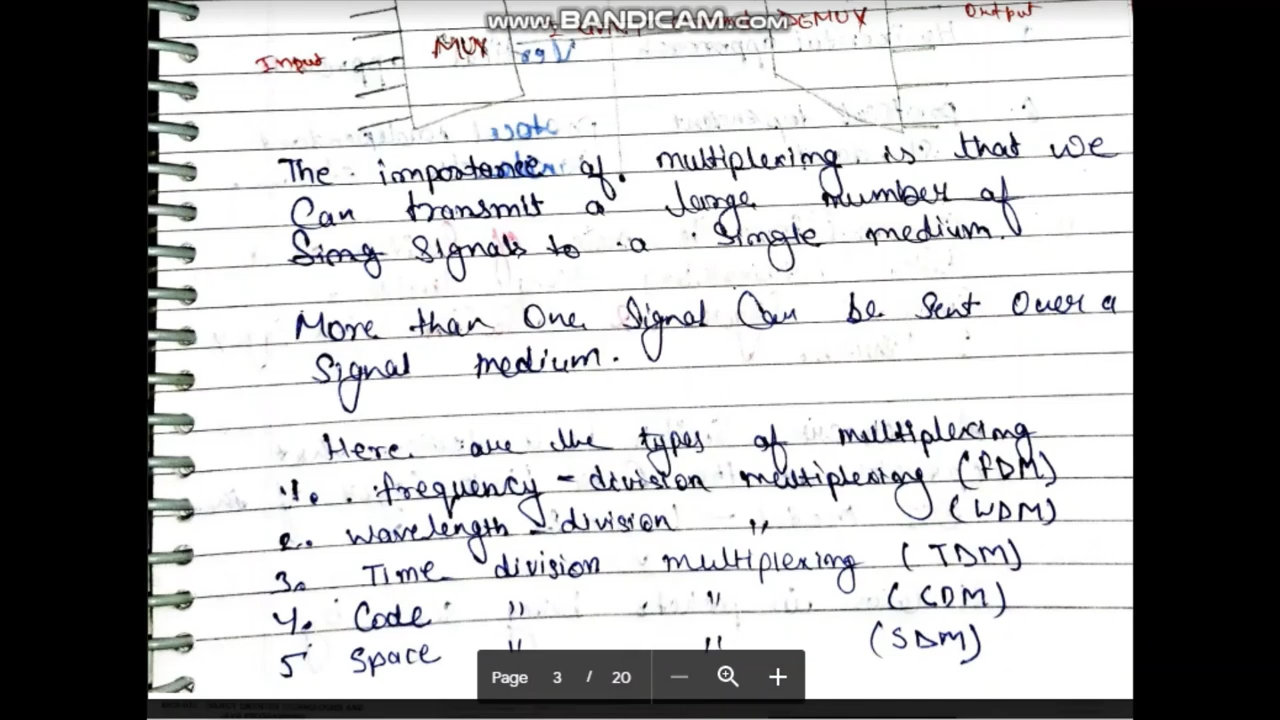 www.BANDICAM.com
DEMUX
Output
Input
MUX
The importance of multiplexing is that we
Can transmit a large number of
Sing Signals to a Single medium.
More than One Signal Can be Sent Over a
Signal medium.
Here are the types of multiplexing
1. frequency - division multiplexing (FDM)
2. Wavelength - division " (WDM)
3. Time division multiplexing (TDM)
4. Code " " (CDM)
5 Space " " (SDM)
Page 3 / 20